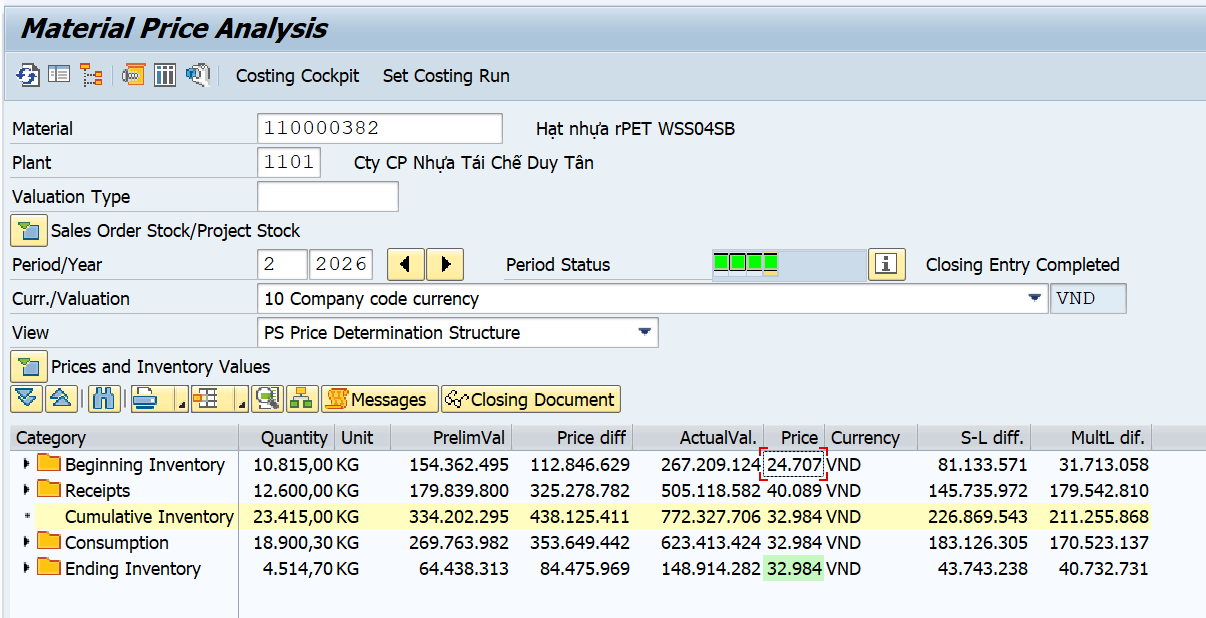 Material Price Analysis
Costing Cockpit Set Costing Run
Material 110000382 Hạt nhựa rPET WSS04SB
Plant 1101 Cty CP Nhựa Tái Chế Duy Tân
Valuation Type
Sales Order Stock/Project Stock
Period/Year 2 2026 Period Status Closing Entry Completed
Curr./Valuation 10 Company code currency VND
View PS Price Determination Structure
Prices and Inventory Values
Messages Closing Document
Category Quantity Unit PrelimVal Price diff ActualVal. Price Currency S-L diff. MultL dif.
Beginning Inventory 10.815,00 KG 154.362.495 112.846.629 267.209.124 24.707 VND 81.133.571 31.713.058
Receipts 12.600,00 KG 179.839.800 325.278.782 505.118.582 40.089 VND 145.735.972 179.542.810
Cumulative Inventory 23.415,00 KG 334.202.295 438.125.411 772.327.706 32.984 VND 226.869.543 211.255.868
Consumption 18.900,30 KG 269.763.982 353.649.442 623.413.424 32.984 VND 183.126.305 170.523.137
Ending Inventory 4.514,70 KG 64.438.313 84.475.969 148.914.282 32.984 VND 43.743.238 40.732.731